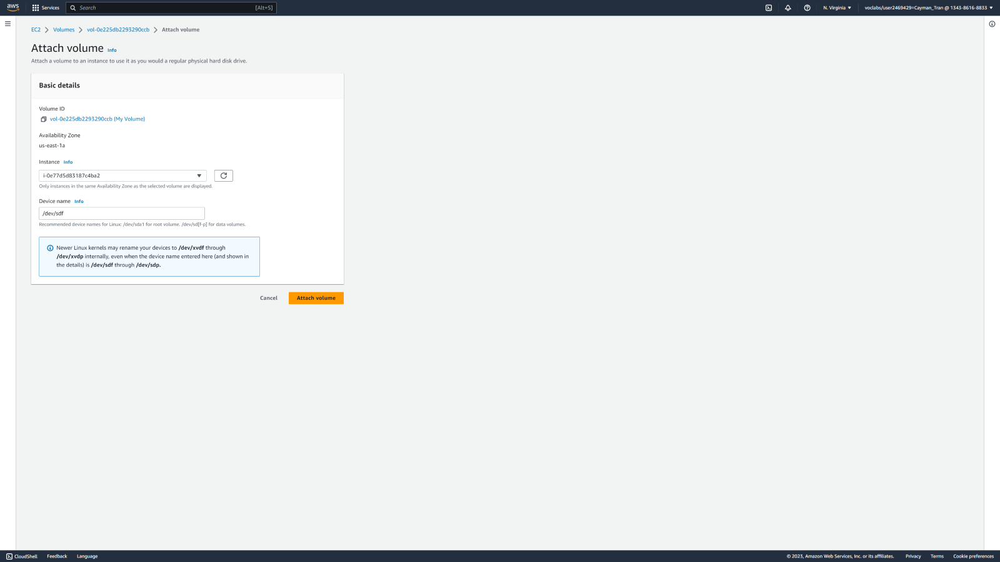 aws
Services
Search
[Alt+S]
N. Virginia
voclabs/user2469429=Cayman_Tran @ 1343-8616-8833
EC2
Volumes
vol-0e225db2293290ccb
Attach volume
Attach volume Info
Attach a volume to an instance to use it as you would a regular physical hard disk drive.
Basic details
Volume ID
vol-0e225db2293290ccb (My Volume)
Availability Zone
us-east-1a
Instance Info
i-0e77d5d83187c4ba2
Only instances in the same Availability Zone as the selected volume are displayed.
Device name Info
/dev/sdf
Recommended device names for Linux: /dev/sda1 for root volume. /dev/sd[f-p] for data volumes.
Newer Linux kernels may rename your devices to /dev/xvdf through
/dev/xvdp internally, even when the device name entered here (and shown in
the details) is /dev/sdf through /dev/sdp.
Cancel
Attach volume
CloudShell
Feedback
Language
© 2023, Amazon Web Services, Inc. or its affiliates.
Privacy
Terms
Cookie preferences